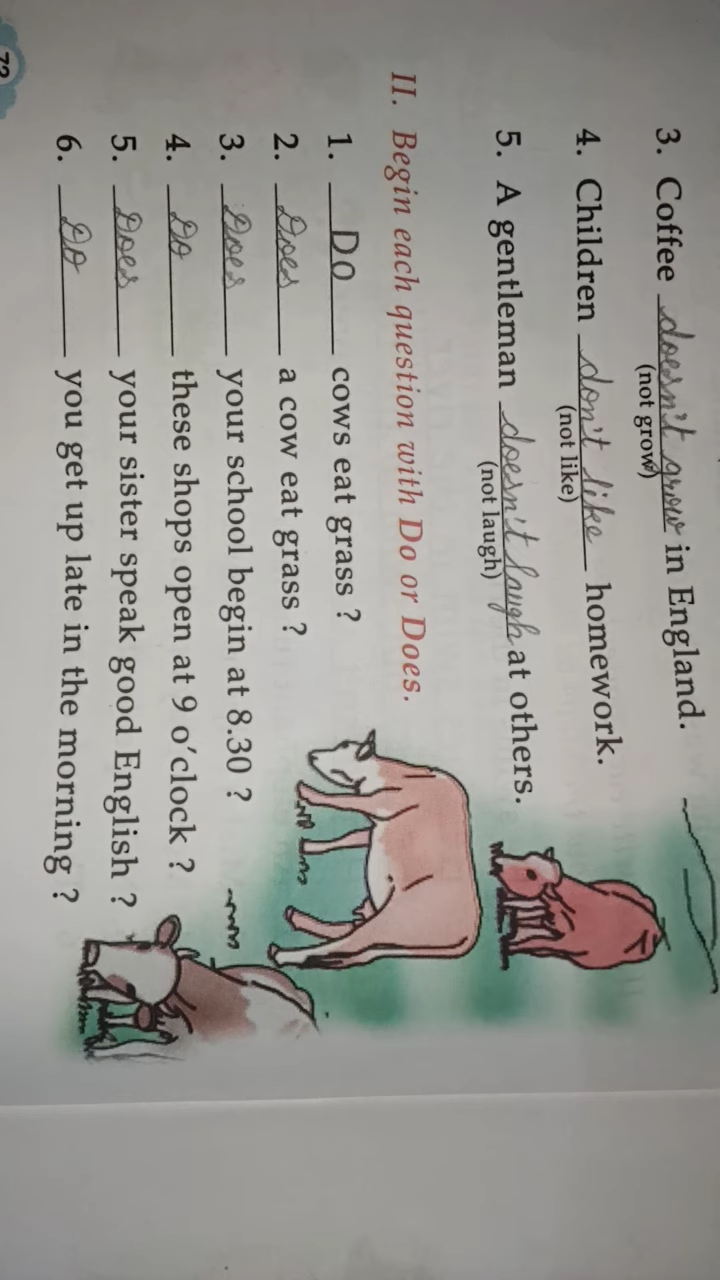 3. Coffee doesn't grow in England.
(not grow)
4. Children don't like homework.
(not like)
5. A gentleman doesn't laugh at others.
(not laugh)
II. Begin each question with Do or Does.
1. Do cows eat grass ?
2. Does a cow eat grass ?
3. Does your school begin at 8.30 ?
4. Do these shops open at 9 o'clock ?
5. Does your sister speak good English ?
6. Do you get up late in the morning ?
72